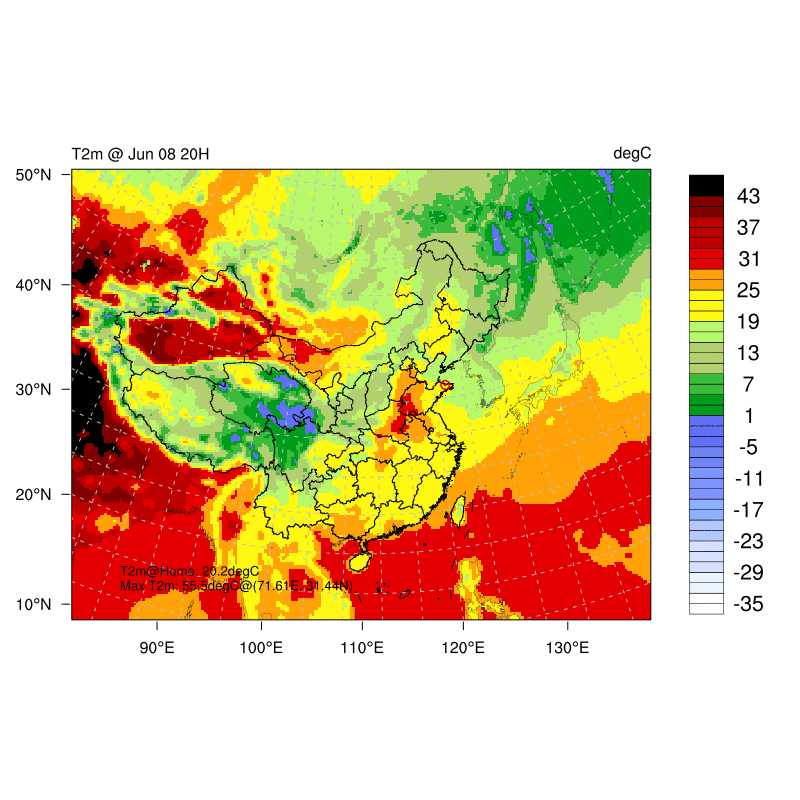 T2m @ Jun 08 20H degC
50°N
40°N
30°N
20°N
10°N
90°E 100°E 110°E 120°E 130°E
T2m@Home: 20.2degC
Max T2m: 55.5degC@(71.61E, 31.44N)
43
37
31
25
19
13
7
1
-5
-11
-17
-23
-29
-35